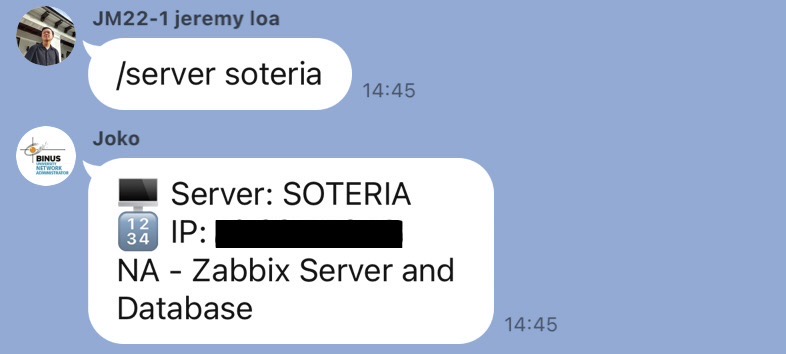 JM22-1 jeremy loa
/server soteria
14:45
Joko
BINUS
UNIVERSITY
NETWORK
ADMINISTRATOR
🖥️ Server: SOTERIA
🔢 IP:
NA - Zabbix Server and
Database
14:45